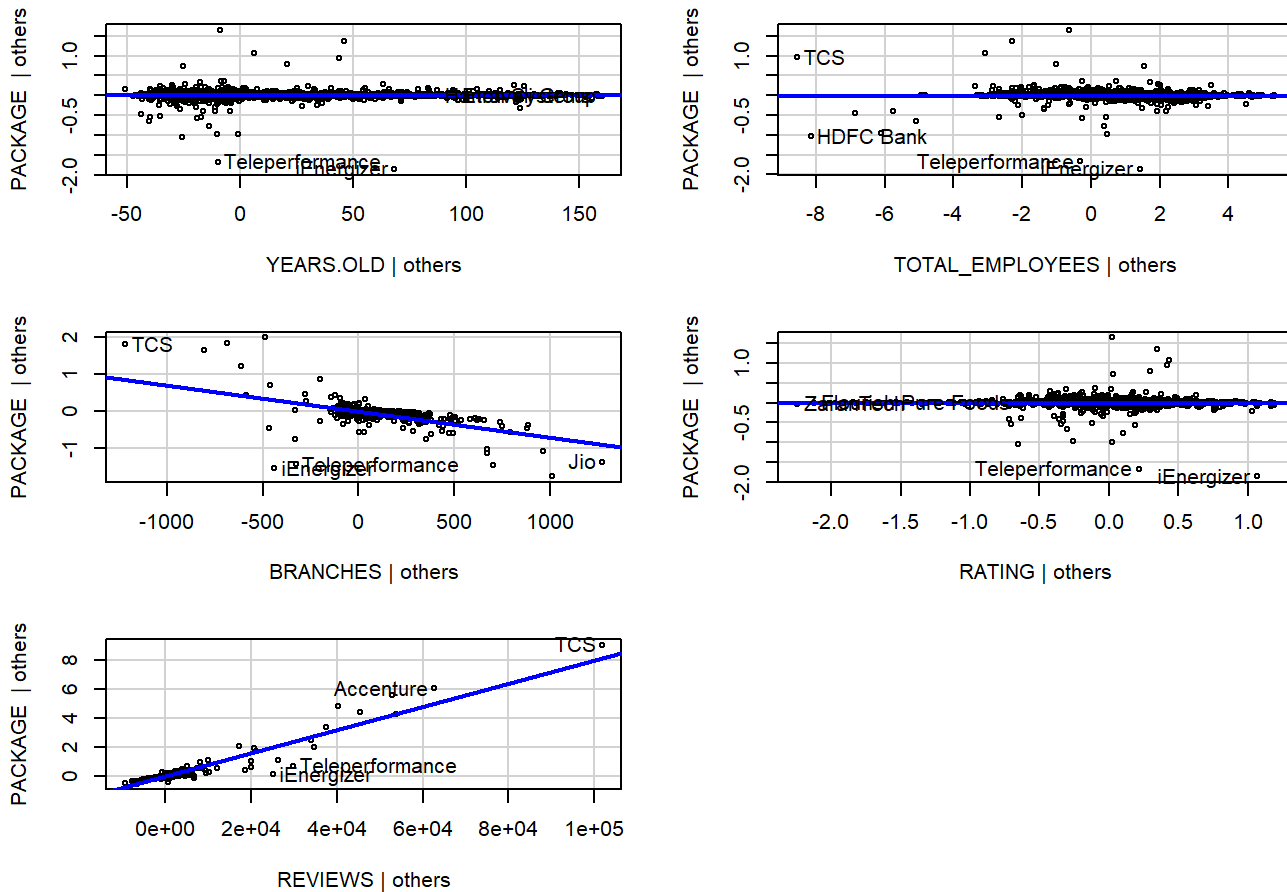 PACKAGE | others
1.0
-0.5
-2.0
Teleperformance
iEnergizer
-50
0
50
100
150
YEARS.OLD | others
PACKAGE | others
1.0
-0.5
-2.0
TCS
HDFC Bank
Teleperformance
iEnergizer
-8
-6
-4
-2
0
2
4
TOTAL_EMPLOYEES | others
PACKAGE | others
2
1
0
-1
TCS
Teleperformance
iEnergizer
Jio
-1000
-500
0
500
1000
BRANCHES | others
PACKAGE | others
1.0
-0.5
-2.0
Pure Foods
Teleperformance
iEnergizer
-2.0
-1.5
-1.0
-0.5
0.0
0.5
1.0
RATING | others
PACKAGE | others
8
6
4
2
0
TCS
Accenture
Teleperformance
iEnergizer
0e+00
2e+04
4e+04
6e+04
8e+04
1e+05
REVIEWS | others